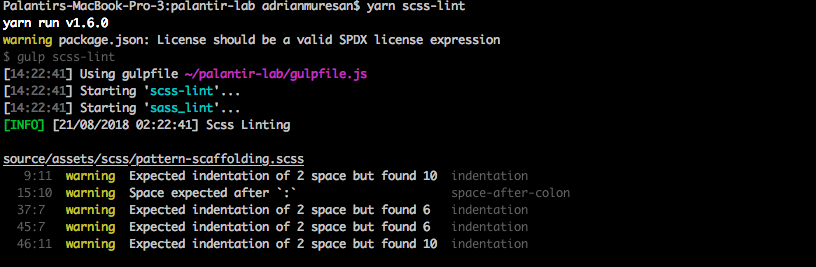 Palantirs-MacBook-Pro-3:palantir-lab adrianmuresan$ yarn scss-lint
yarn run v1.6.0
warning package.json: License should be a valid SPDX license expression
$ gulp scss-lint
[14:22:41] Using gulpfile ~/palantir-lab/gulpfile.js
[14:22:41] Starting 'scss-lint'...
[14:22:41] Starting 'sass_lint'...
[INFO] [21/08/2018 02:22:41] Scss Linting
source/assets/scss/pattern-scaffolding.scss
9:11 warning Expected indentation of 2 space but found 10 indentation
15:10 warning Space expected after `:` space-after-colon
37:7 warning Expected indentation of 2 space but found 6 indentation
45:7 warning Expected indentation of 2 space but found 6 indentation
46:11 warning Expected indentation of 2 space but found 10 indentation